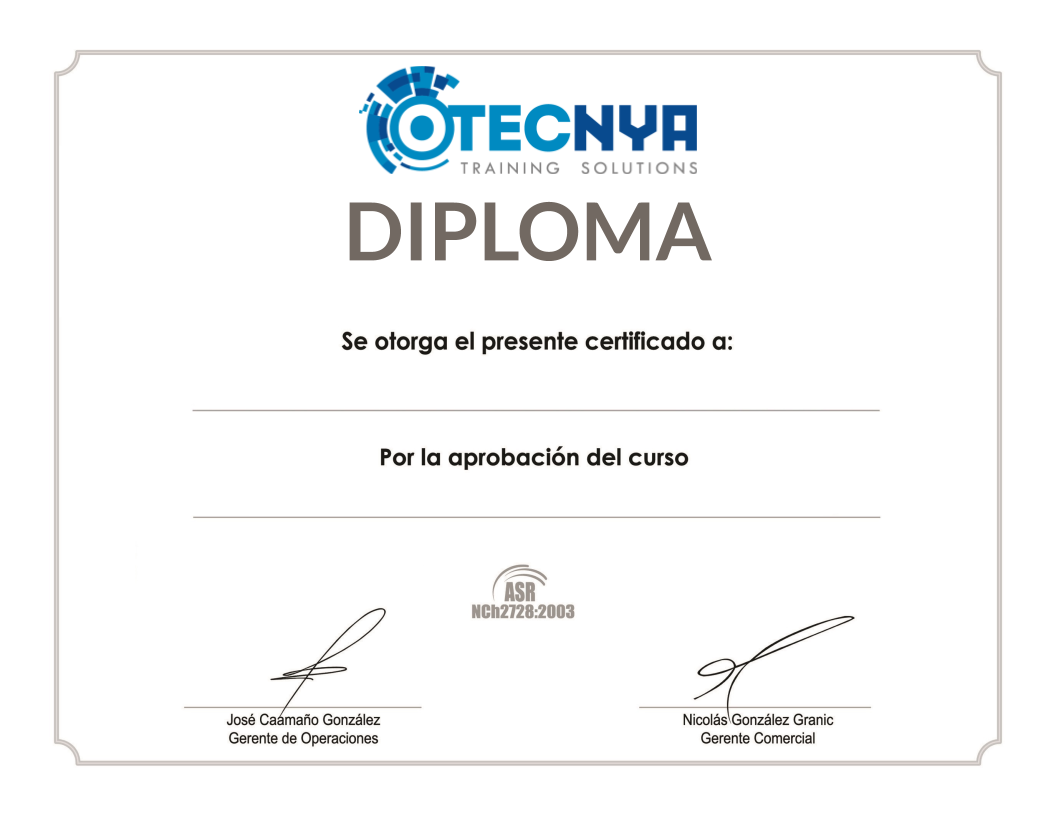 OTECNYA
TRAINING SOLUTIONS
DIPLOMA
Se otorga el presente certificado a:
Por la aprobación del curso
ASR
NCh2728:2003
José Caamaño González
Gerente de Operaciones
Nicolás González Granic
Gerente Comercial